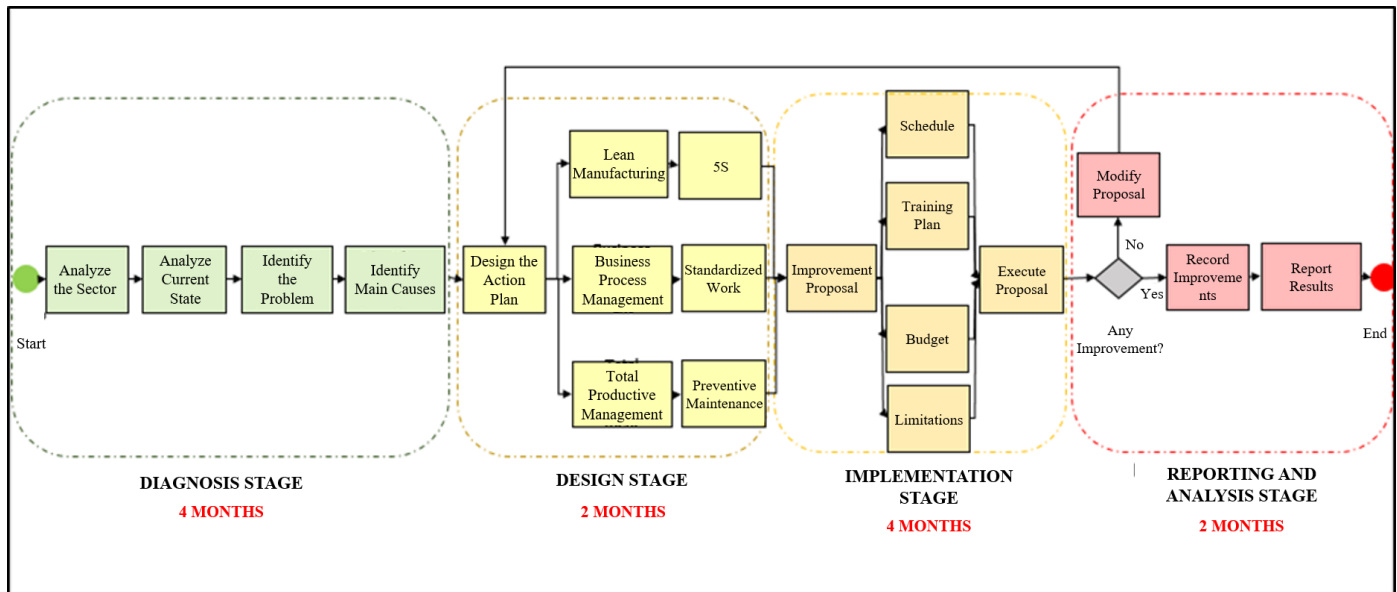 Start
Analyze
the Sector
Analyze
Current
State
Identify
the
Problem
Identify
Main Causes
DIAGNOSIS STAGE
4 MONTHS
Design the
Action
Plan
Lean
Manufacturing
5S
Business
Process
Management
Standardized
Work
Total
Productive
Management
Preventive
Maintenance
DESIGN STAGE
2 MONTHS
Improvement
Proposal
Schedule
Training
Plan
Budget
Limitations
Execute
Proposal
IMPLEMENTATION
STAGE
4 MONTHS
Modify
Proposal
No
Yes
Any
Improvement?
Record
Improveme
nts
Report
Results
End
REPORTING AND
ANALYSIS STAGE
2 MONTHS